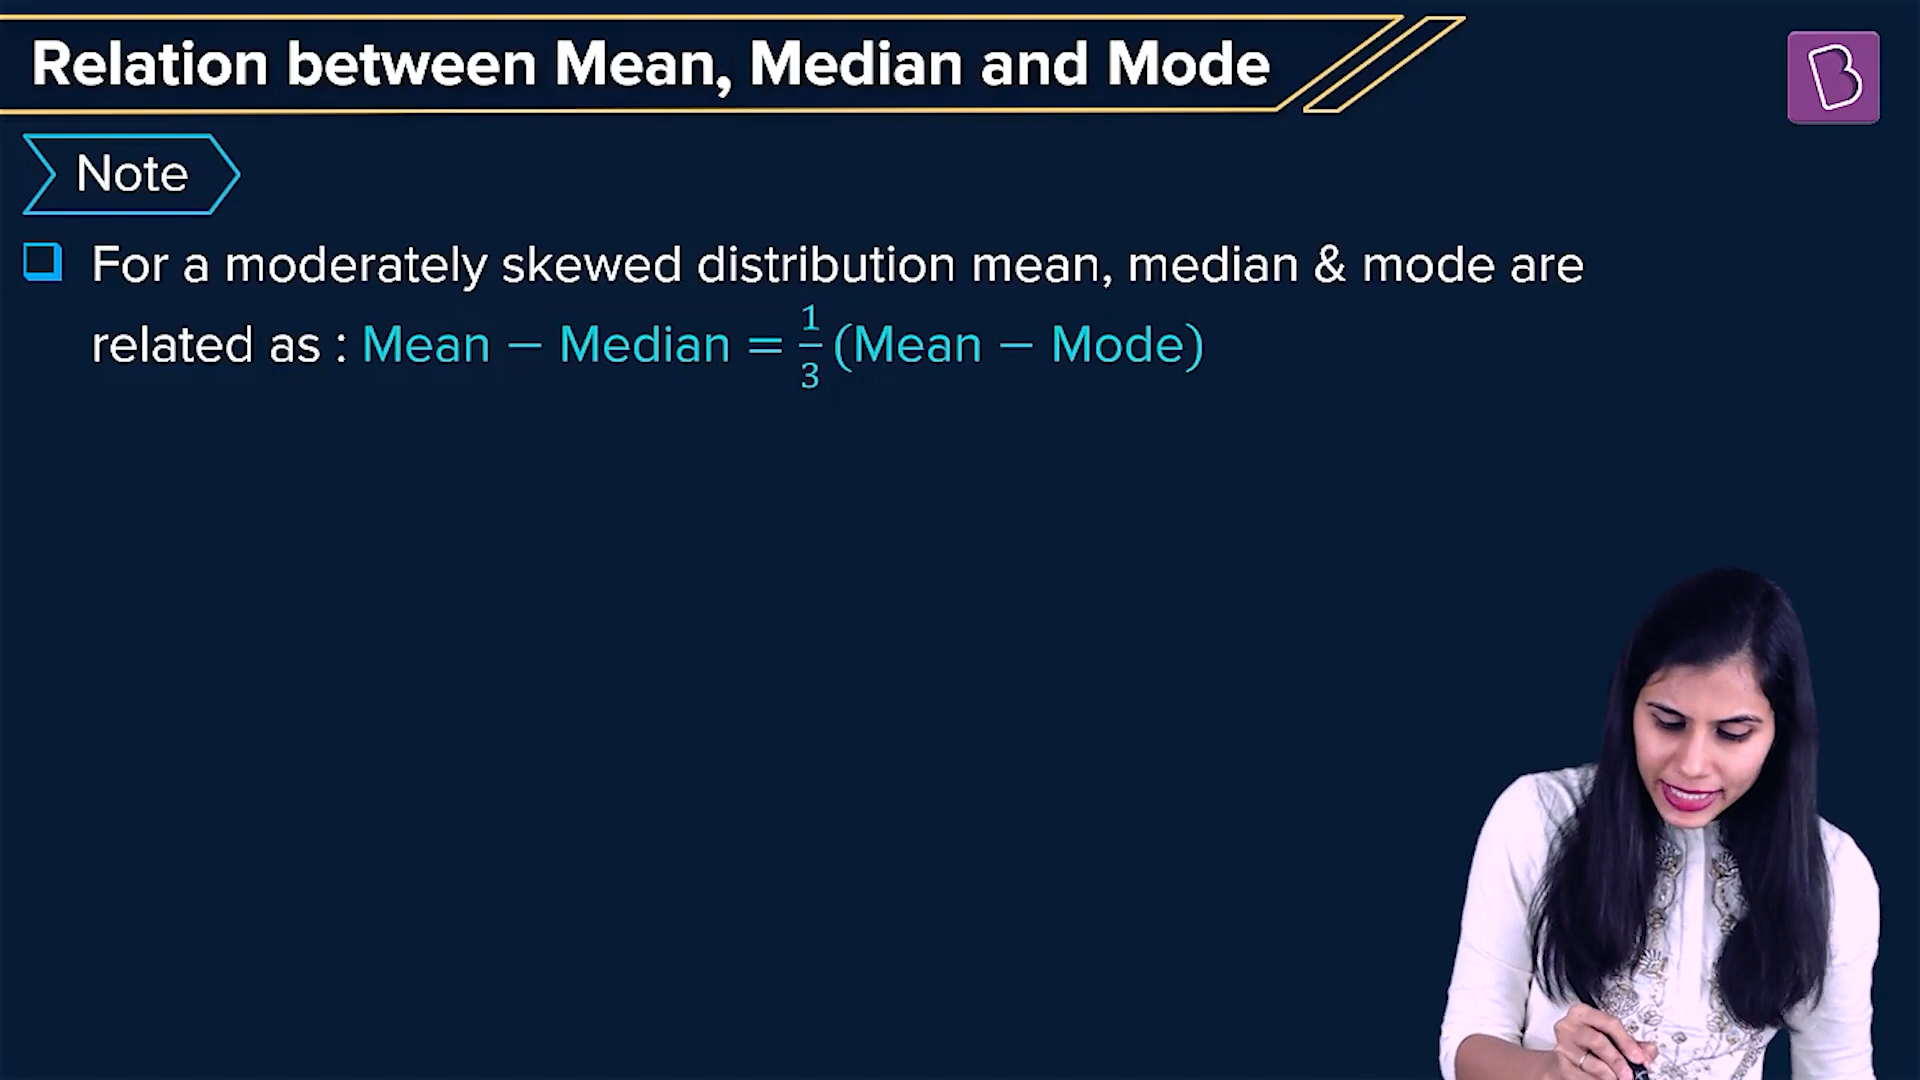 Relation between Mean, Median and Mode
Note
For a moderately skewed distribution mean, median & mode are
related as : Mean − Median = 1/3 (Mean − Mode)